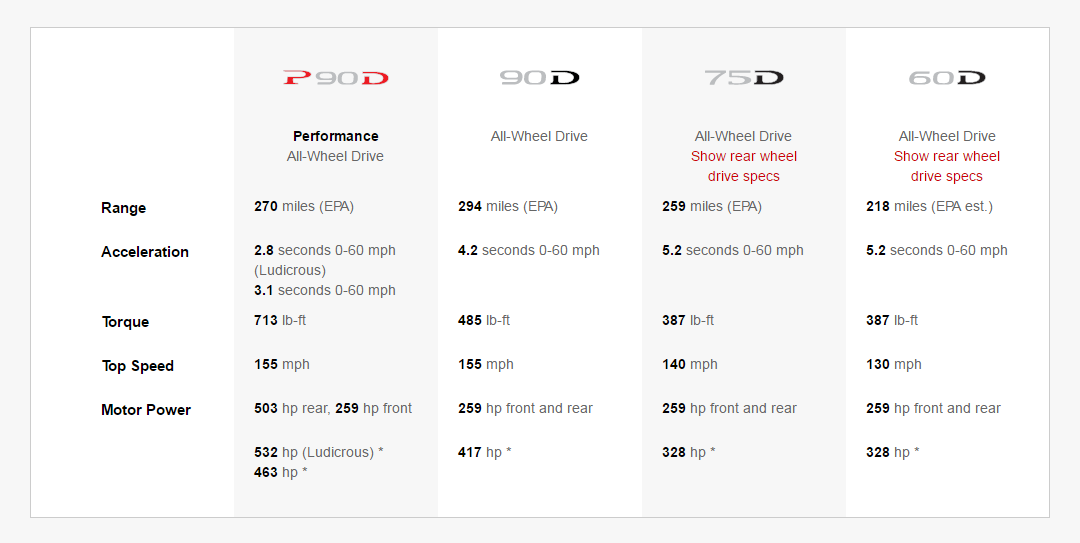 P90D 90D 75D 60D
Performance All-Wheel Drive All-Wheel Drive All-Wheel Drive
All-Wheel Drive Show rear wheel Show rear wheel
drive specs drive specs
Range 270 miles (EPA) 294 miles (EPA) 259 miles (EPA) 218 miles (EPA est.)
Acceleration 2.8 seconds 0-60 mph 4.2 seconds 0-60 mph 5.2 seconds 0-60 mph 5.2 seconds 0-60 mph
(Ludicrous)
3.1 seconds 0-60 mph
Torque 713 lb-ft 485 lb-ft 387 lb-ft 387 lb-ft
Top Speed 155 mph 155 mph 140 mph 130 mph
Motor Power 503 hp rear, 259 hp front 259 hp front and rear 259 hp front and rear 259 hp front and rear
532 hp (Ludicrous) * 417 hp * 328 hp * 328 hp *
463 hp *